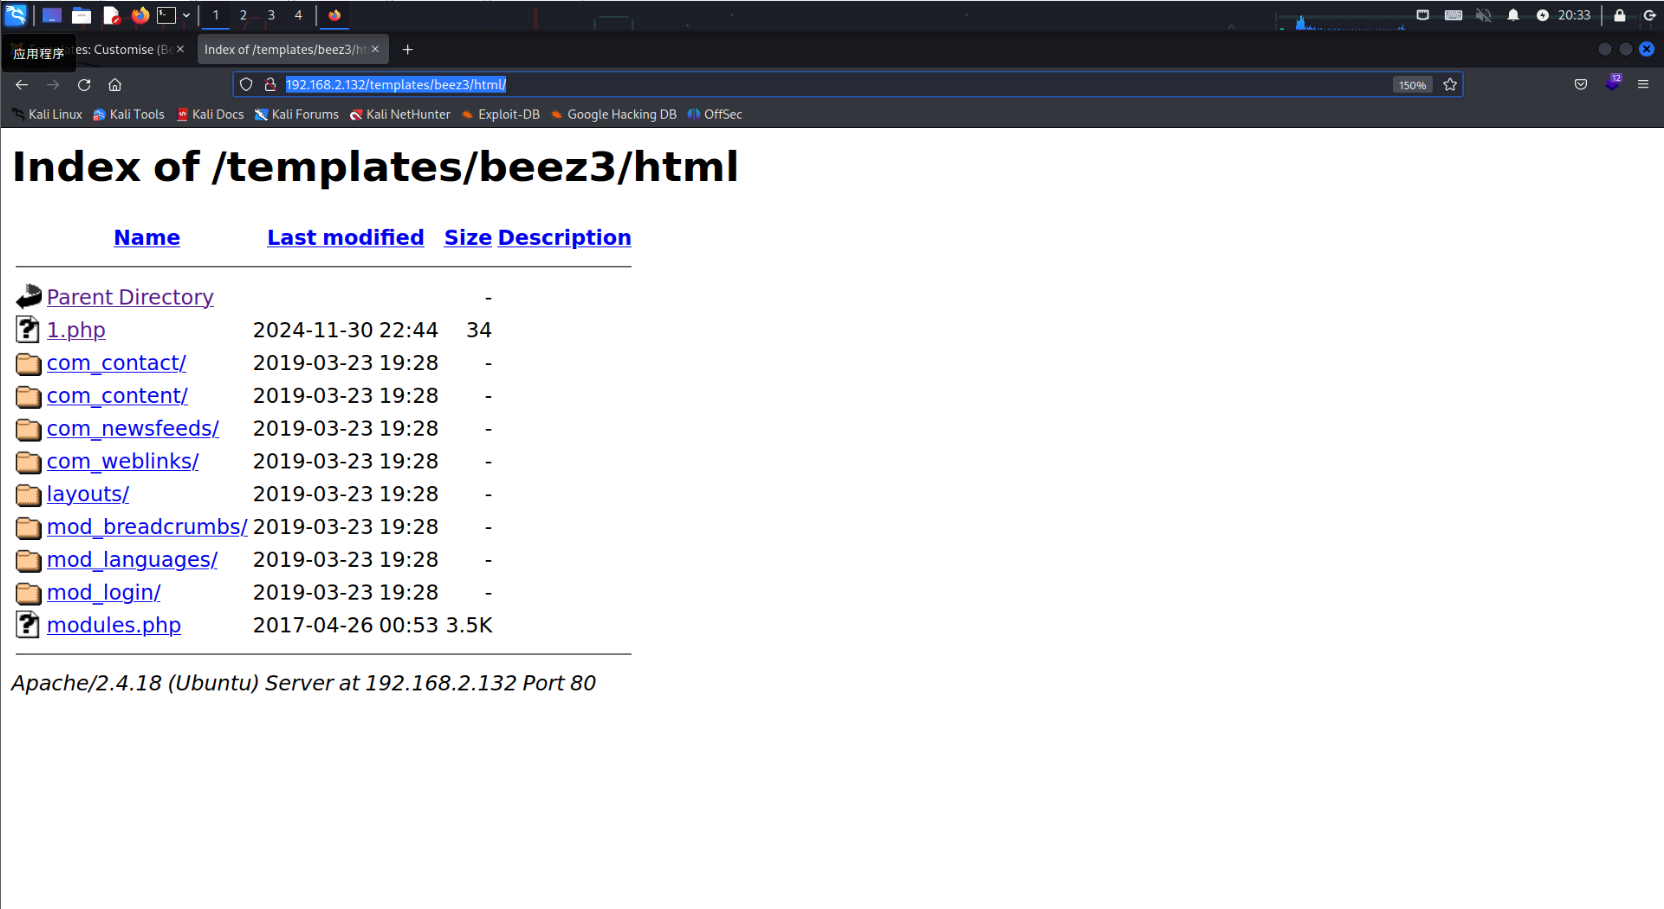 1 2 3 4 20:33
应用程序 es: Customise (Be Index of /templates/beez3/ht
192.168.2.132/templates/beez3/html/ 150% 12
Kali Linux Kali Tools Kali Docs Kali Forums Kali NetHunter Exploit-DB Google Hacking DB OffSec
Index of /templates/beez3/html
Name Last modified Size Description
Parent Directory -
1.php 2024-11-30 22:44 34
com_contact/ 2019-03-23 19:28 -
com_content/ 2019-03-23 19:28 -
com_newsfeeds/ 2019-03-23 19:28 -
com_weblinks/ 2019-03-23 19:28 -
layouts/ 2019-03-23 19:28 -
mod_breadcrumbs/ 2019-03-23 19:28 -
mod_languages/ 2019-03-23 19:28 -
mod_login/ 2019-03-23 19:28 -
modules.php 2017-04-26 00:53 3.5K
Apache/2.4.18 (Ubuntu) Server at 192.168.2.132 Port 80